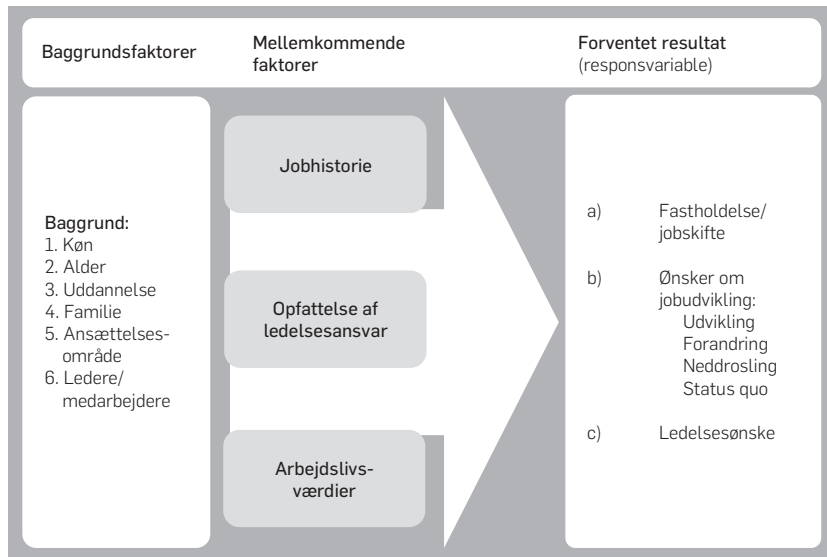 Baggrundsfaktorer
Mellemkommende
faktorer
Forventet resultat
(responsvariable)
Baggrund:
1. Køn
2. Alder
3. Uddannelse
4. Familie
5. Ansættelses-
område
6. Ledere/
medarbejdere
Jobhistorie
Opfattelse af
ledelsesansvar
Arbejdslivs-
værdier
a) Fastholdelse/
jobskifte
b) Ønsker om
jobudvikling:
Udvikling
Forandring
Neddrosling
Status quo
c) Ledelsesønske